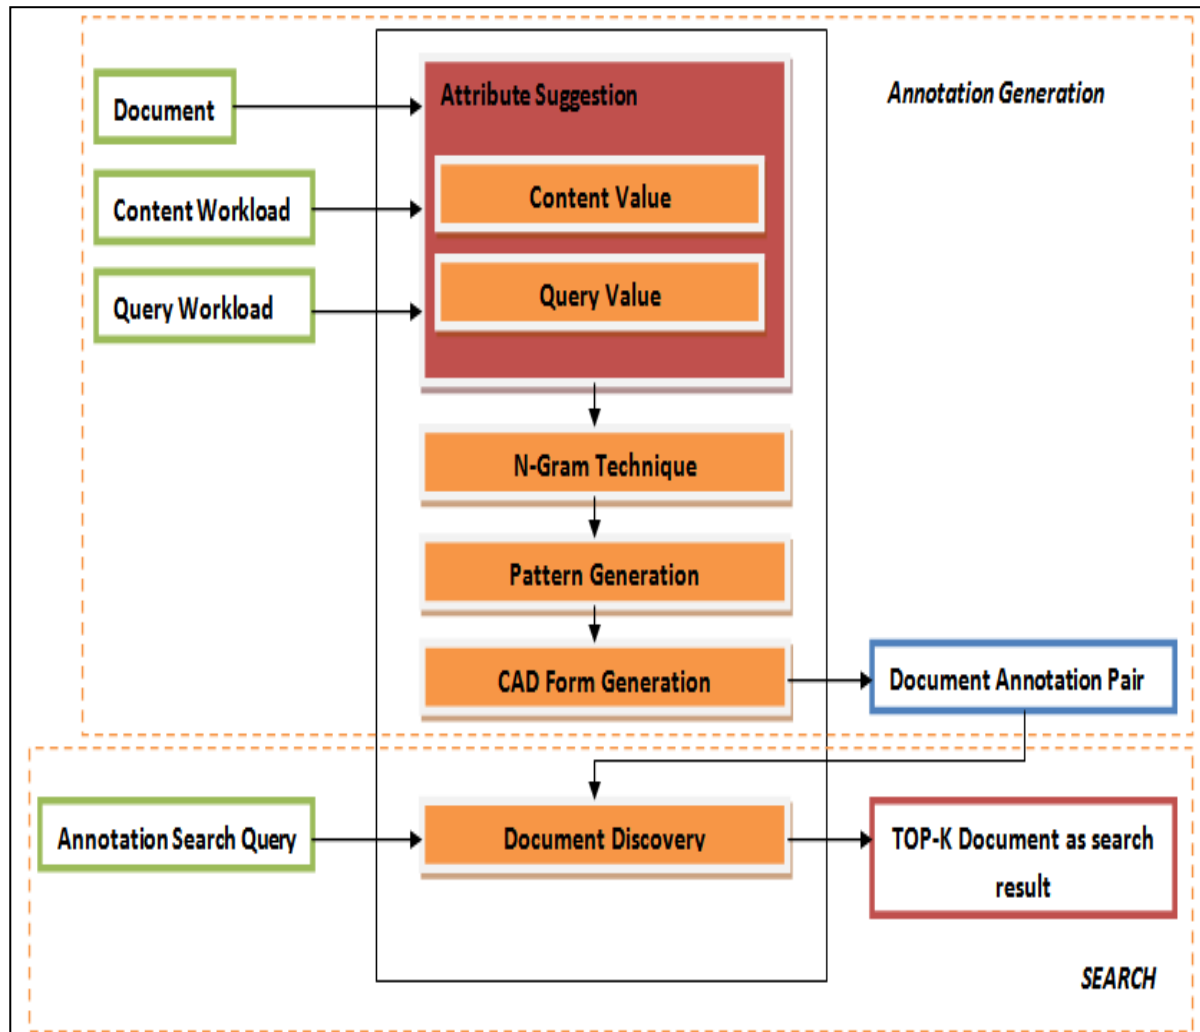 Attribute Suggestion
Annotation Generation
Document
Content Value
Content Workload
Query Value
Query Workload
N-Gram Technique
Pattern Generation
CAD Form Generation
Document Annotation Pair
Annotation Search Query
Document Discovery
TOP-K Document as search
result
SEARCH